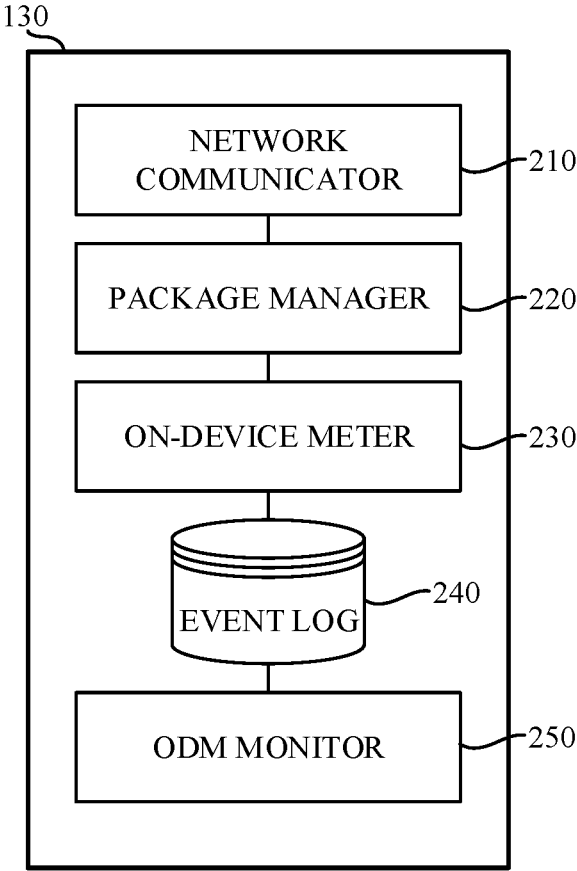 130
NETWORK
COMMUNICATOR
210
PACKAGE MANAGER
220
ON-DEVICE METER
230
EVENT LOG
240
ODM MONITOR
250